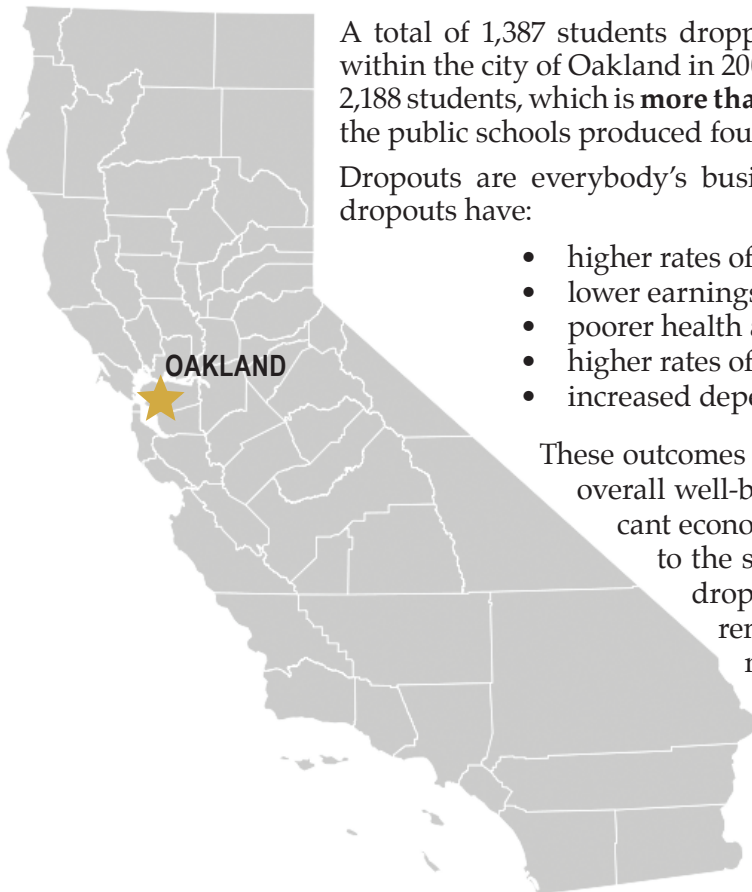 A total of 1,387 students dropp
within the city of Oakland in 200
2,188 students, which is more tha
the public schools produced fou
Dropouts are everybody's busi
dropouts have:
• higher rates of
• lower earnings
• poorer health a
• higher rates of
• increased depe
OAKLAND
These outcomes
overall well-b
cant econo
to the s
drop
ren